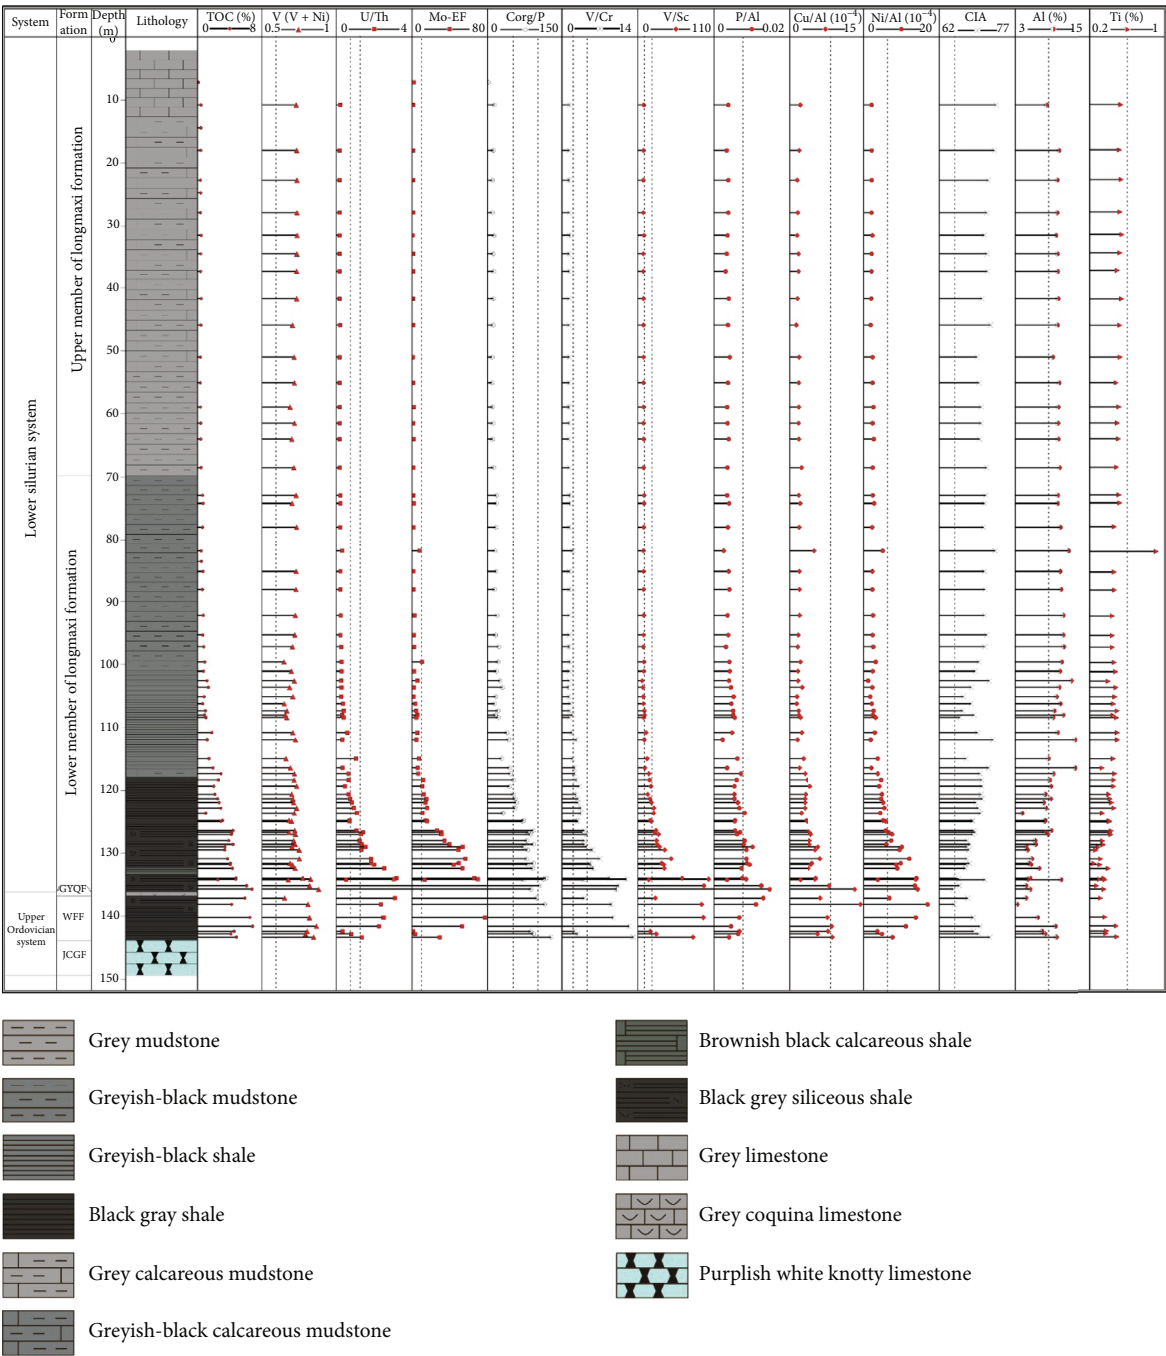 System
Form
ation
Depth
(m)
Lithology
TOC (%)
0 8
V (V + Ni)
0.5 1
U/Th
0 4
Mo-EF
0 80
Corg/P
0 150
V/Cr
0 14
V/Sc
0 110
P/Al
0 0.02
Cu/Al (10⁻⁴)
0 15
Ni/Al (10⁻⁴)
0 20
CIA
62 77
Al (%)
3 15
Ti (%)
0.2 1
0
10
20
30
40
50
60
70
80
90
100
110
120
130
140
150
Lower silurian system
Upper
Ordovician
system
Upper member of longmaxi formation
Lower member of longmaxi formation
GYQF
WFF
JCGF
Grey mudstone
Greyish-black mudstone
Greyish-black shale
Black gray shale
Grey calcareous mudstone
Greyish-black calcareous mudstone
Brownish black calcareous shale
Black grey siliceous shale
Grey limestone
Grey coquina limestone
Purplish white knotty limestone